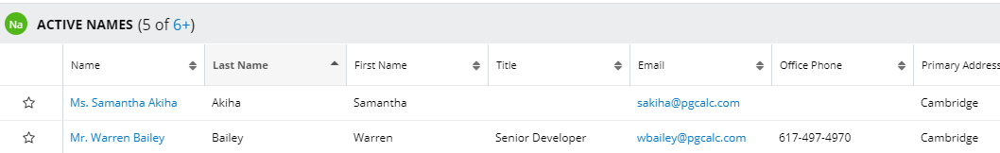 Na ACTIVE NAMES (5 of 6+)
Name Last Name First Name Title Email Office Phone Primary Address
Ms. Samantha Akiha Akiha Samantha sakiha@pgcalc.com Cambridge
Mr. Warren Bailey Bailey Warren Senior Developer wbailey@pgcalc.com 617-497-4970 Cambridge